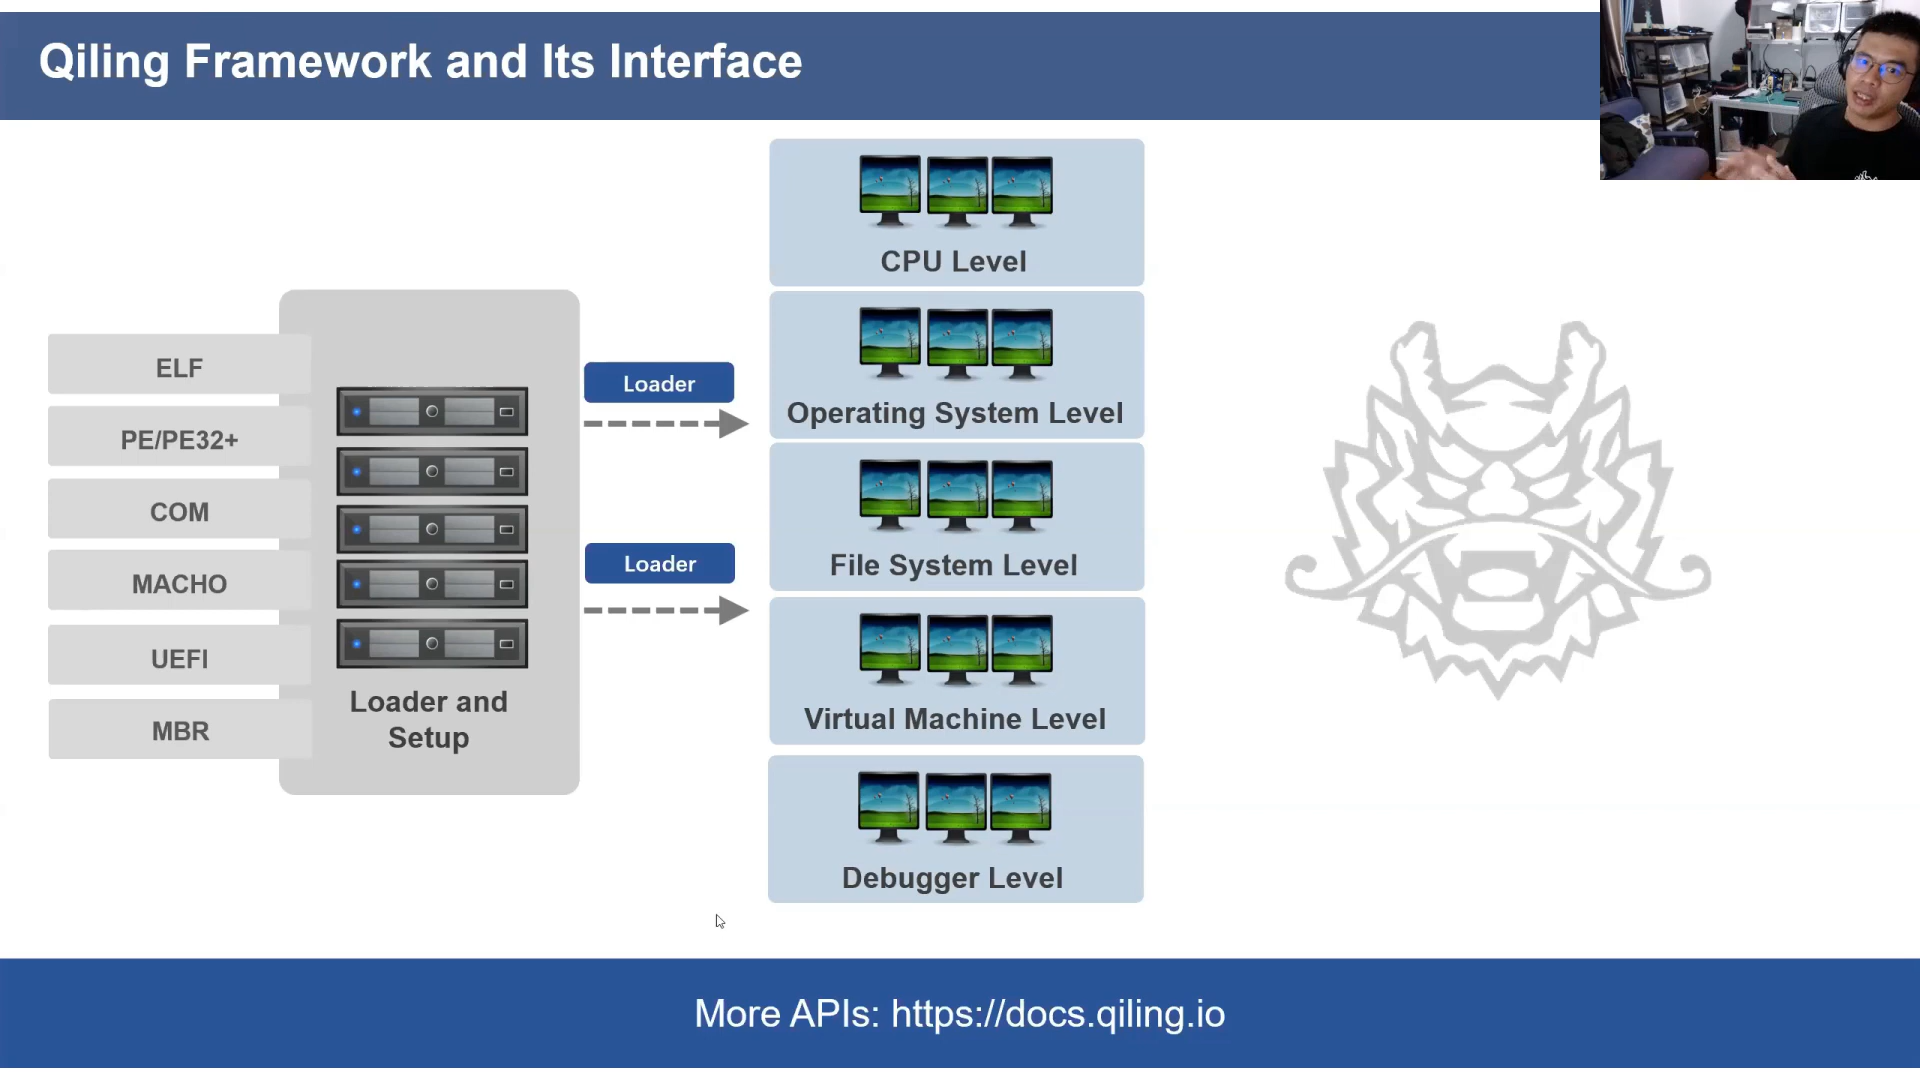 Qiling Framework and Its Interface
ELF
PE/PE32+
COM
MACHO
UEFI
MBR
Loader and
Setup
Loader
Loader
CPU Level
Operating System Level
File System Level
Virtual Machine Level
Debugger Level
More APIs: https://docs.qiling.io